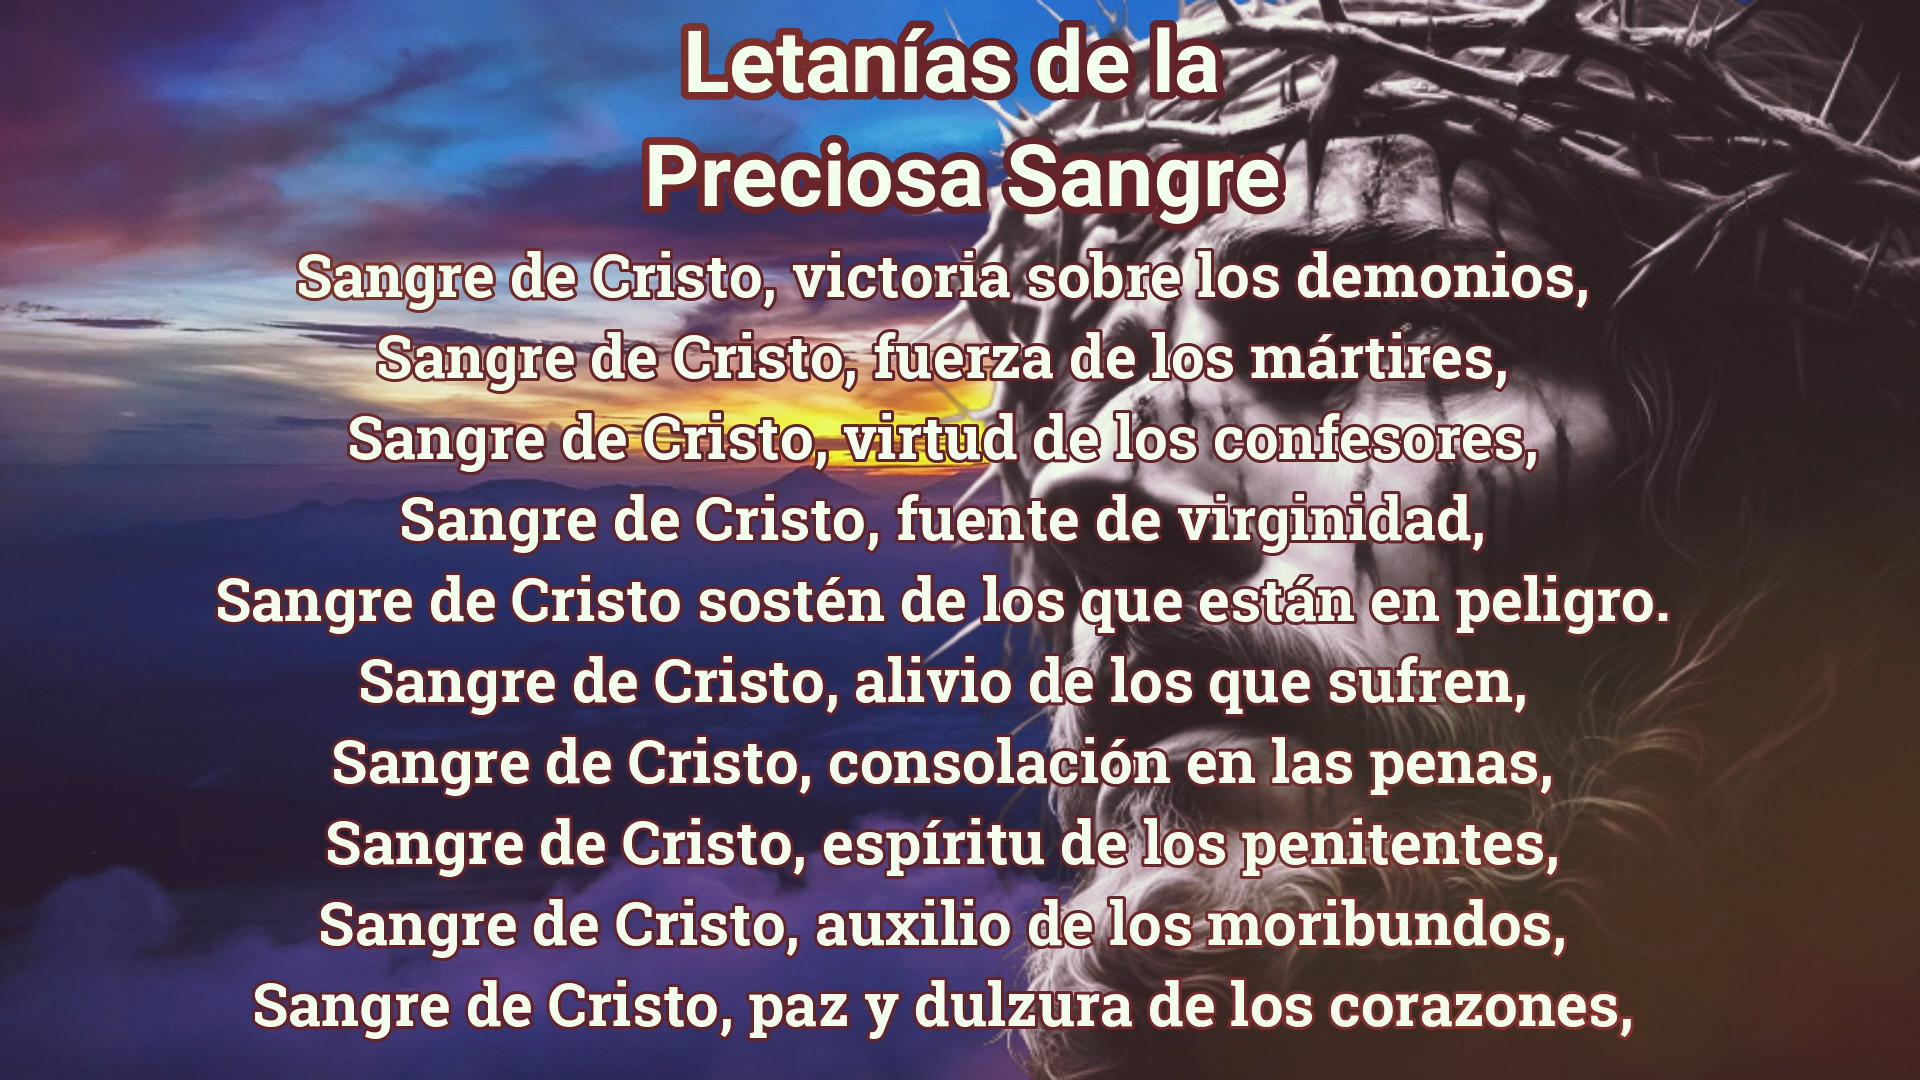 Letanías de la
Preciosa Sangre
Sangre de Cristo, victoria sobre los demonios,
Sangre de Cristo, fuerza de los mártires,
Sangre de Cristo, virtud de los confesores,
Sangre de Cristo, fuente de virginidad,
Sangre de Cristo sostén de los que están en peligro.
Sangre de Cristo, alivio de los que sufren,
Sangre de Cristo, consolación en las penas,
Sangre de Cristo, espíritu de los penitentes,
Sangre de Cristo, auxilio de los moribundos,
Sangre de Cristo, paz y dulzura de los corazones,